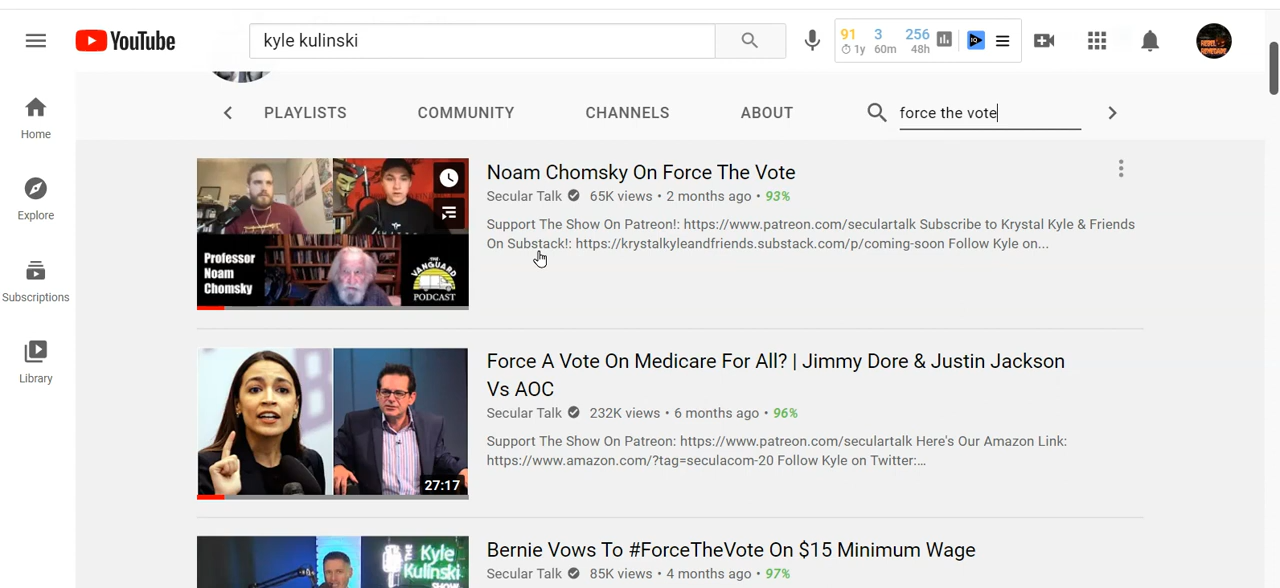 YouTube
kyle kulinski
91 3 256
1y 60m 48h
IQ
PLAYLISTS COMMUNITY CHANNELS ABOUT force the vote
Home
Explore
Subscriptions
Library
Professor
Noam
Chomsky
THE
VANGUARD
PODCAST
Noam Chomsky On Force The Vote
Secular Talk 65K views • 2 months ago • 93%
Support The Show On Patreon!: https://www.patreon.com/seculartalk Subscribe to Krystal Kyle & Friends
On Substack!: https://krystalkyleandfriends.substack.com/p/coming-soon Follow Kyle on...
27:17
Force A Vote On Medicare For All? | Jimmy Dore & Justin Jackson
Vs AOC
Secular Talk 232K views • 6 months ago • 96%
Support The Show On Patreon: https://www.patreon.com/seculartalk Here's Our Amazon Link:
https://www.amazon.com/?tag=seculacom-20 Follow Kyle on Twitter:...
THE
Kyle
Kulinski
Bernie Vows To #ForceTheVote On $15 Minimum Wage
Secular Talk 85K views • 4 months ago • 97%